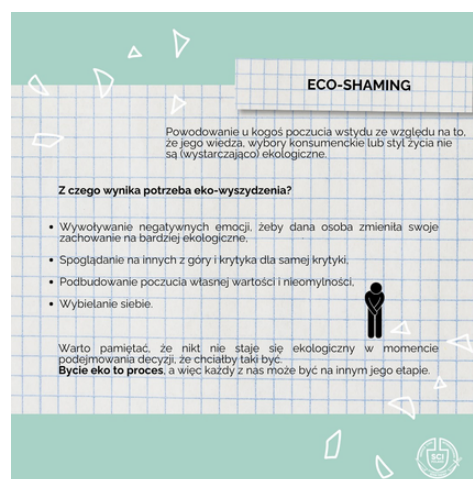 ECO-SHAMING
Powodowanie u kogoś poczucia wstydu ze względu na to,
że jego wiedza, wybory konsumenckie lub styl życia nie
są (wystarczająco) ekologiczne.
Z czego wynika potrzeba eko-wyszydzenia?
▪ Wywoływanie negatywnych emocji, żeby dana osoba zmieniła swoje
zachowanie na bardziej ekologiczne,
▪ Spoglądanie na innych z góry i krytyka dla samej krytyki,
▪ Podbudowanie poczucia własnej wartości i nieomylności,
▪ Wybielanie siebie.
Warto pamiętać, że nikt nie staje się ekologiczny w momencie
podejmowania decyzji, że chciałby taki być.
Bycie eko to proces, a więc każdy z nas może być na innym jego etapie.
SCI